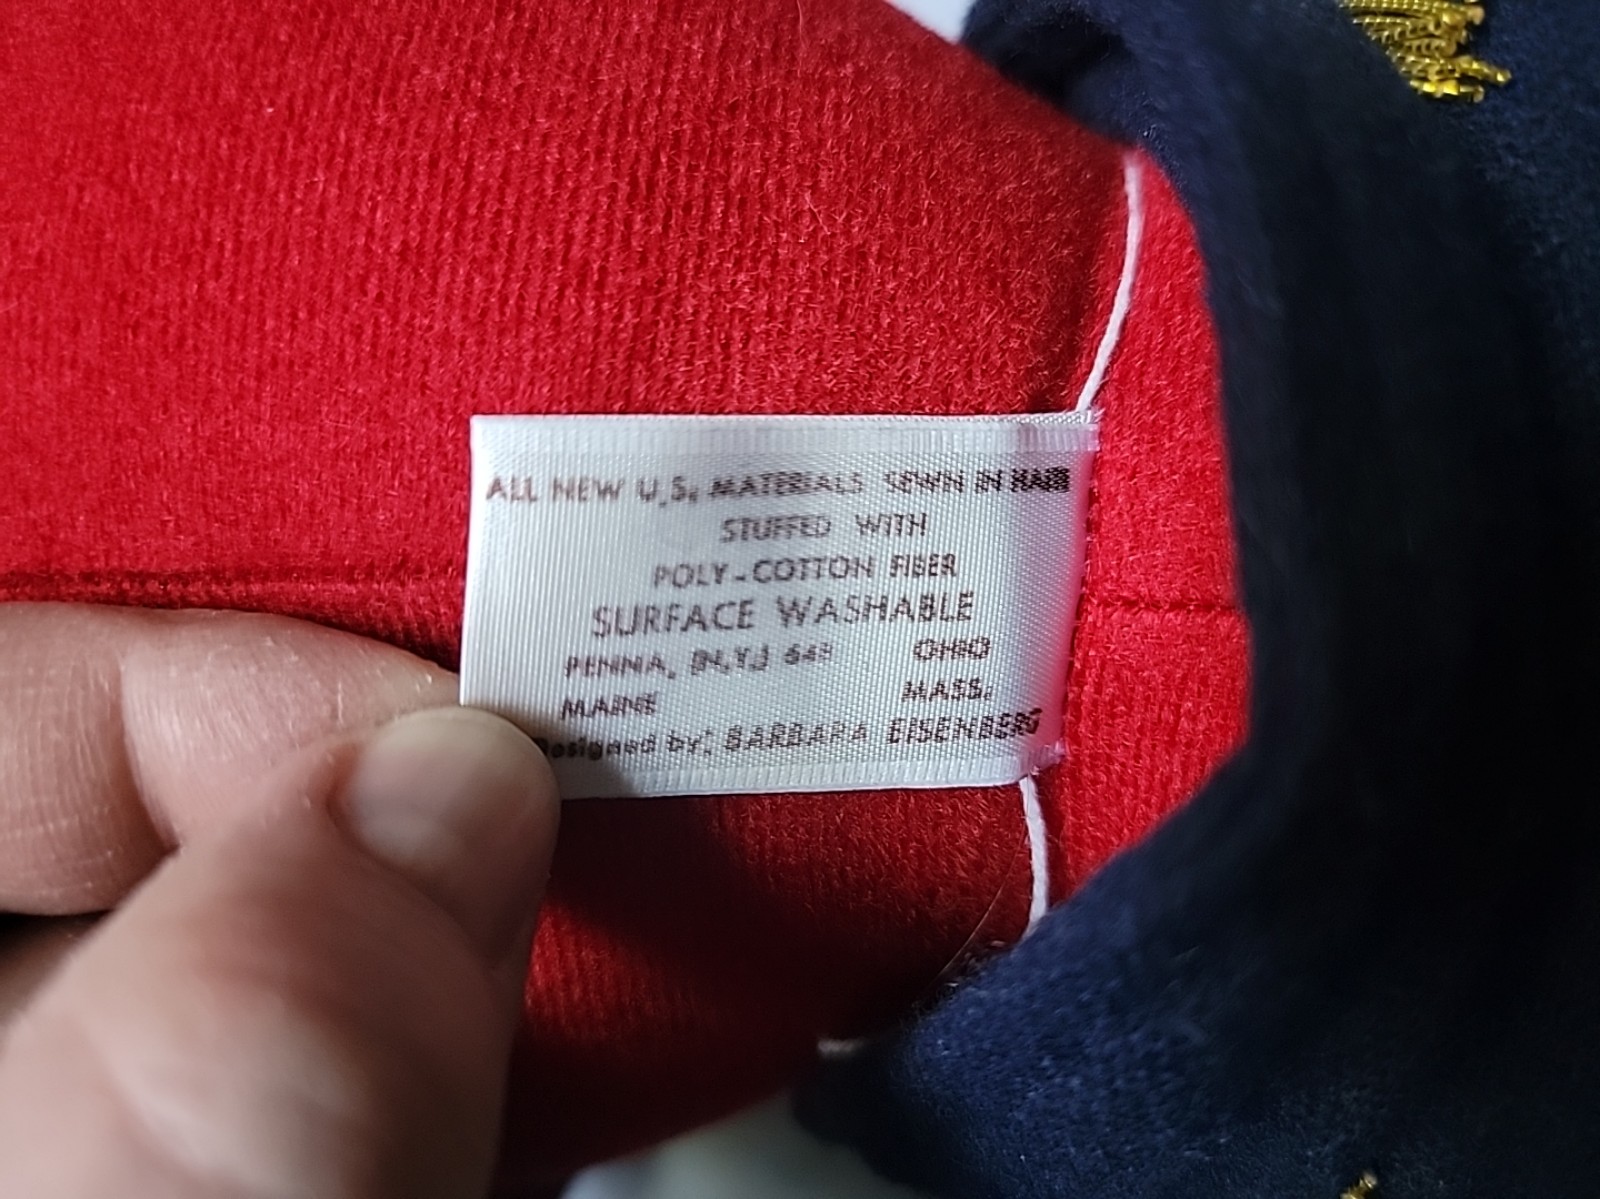 ALL NEW U.S. MATERIALS SEWN IN HAITI
STUFFED WITH
POLY-COTTON FIBER
SURFACE WASHABLE
PENNA. (N.Y.) OHIO
MAINE MASS.
Designed by: BARBARA EISENBERG